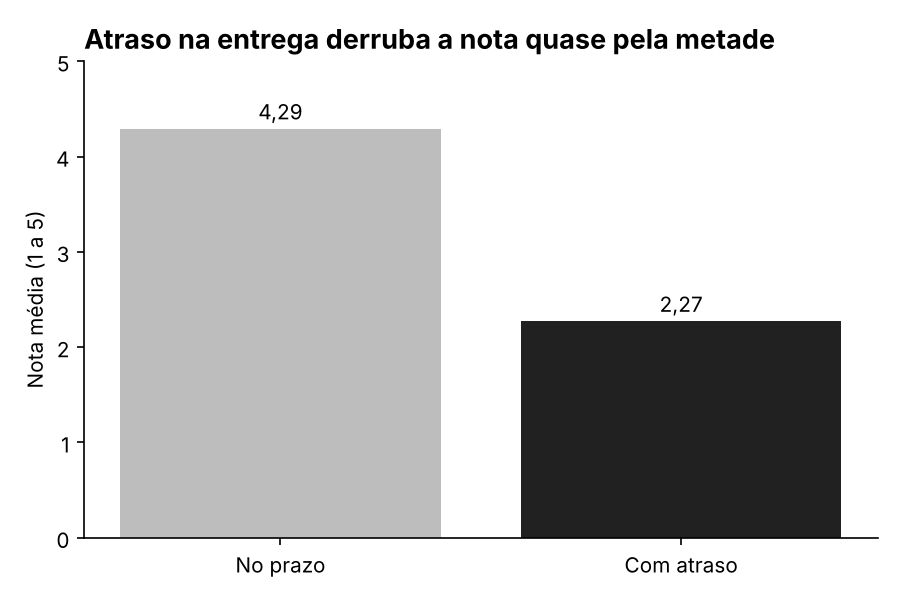 Atraso na entrega derruba a nota quase pela metade
Nota média (1 a 5)
5
4
3
2
1
0
4,29
2,27
No prazo
Com atraso